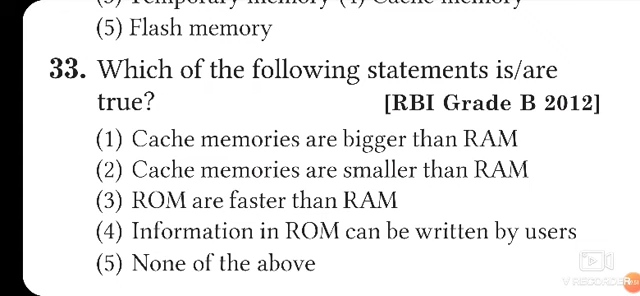 (5) Flash memory
33. Which of the following statements is/are
true? [RBI Grade B 2012]
(1) Cache memories are bigger than RAM
(2) Cache memories are smaller than RAM
(3) ROM are faster than RAM
(4) Information in ROM can be written by users
(5) None of the above
V RECORDER